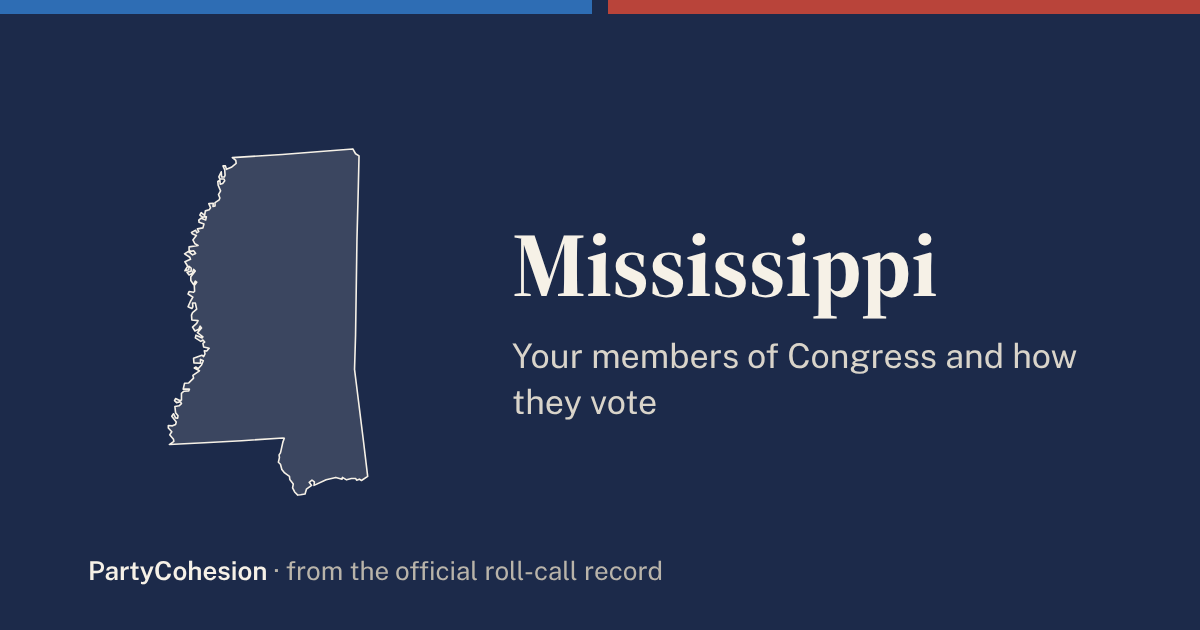 Mississippi
Your members of Congress and how
they vote
PartyCohesion · from the official roll-call record